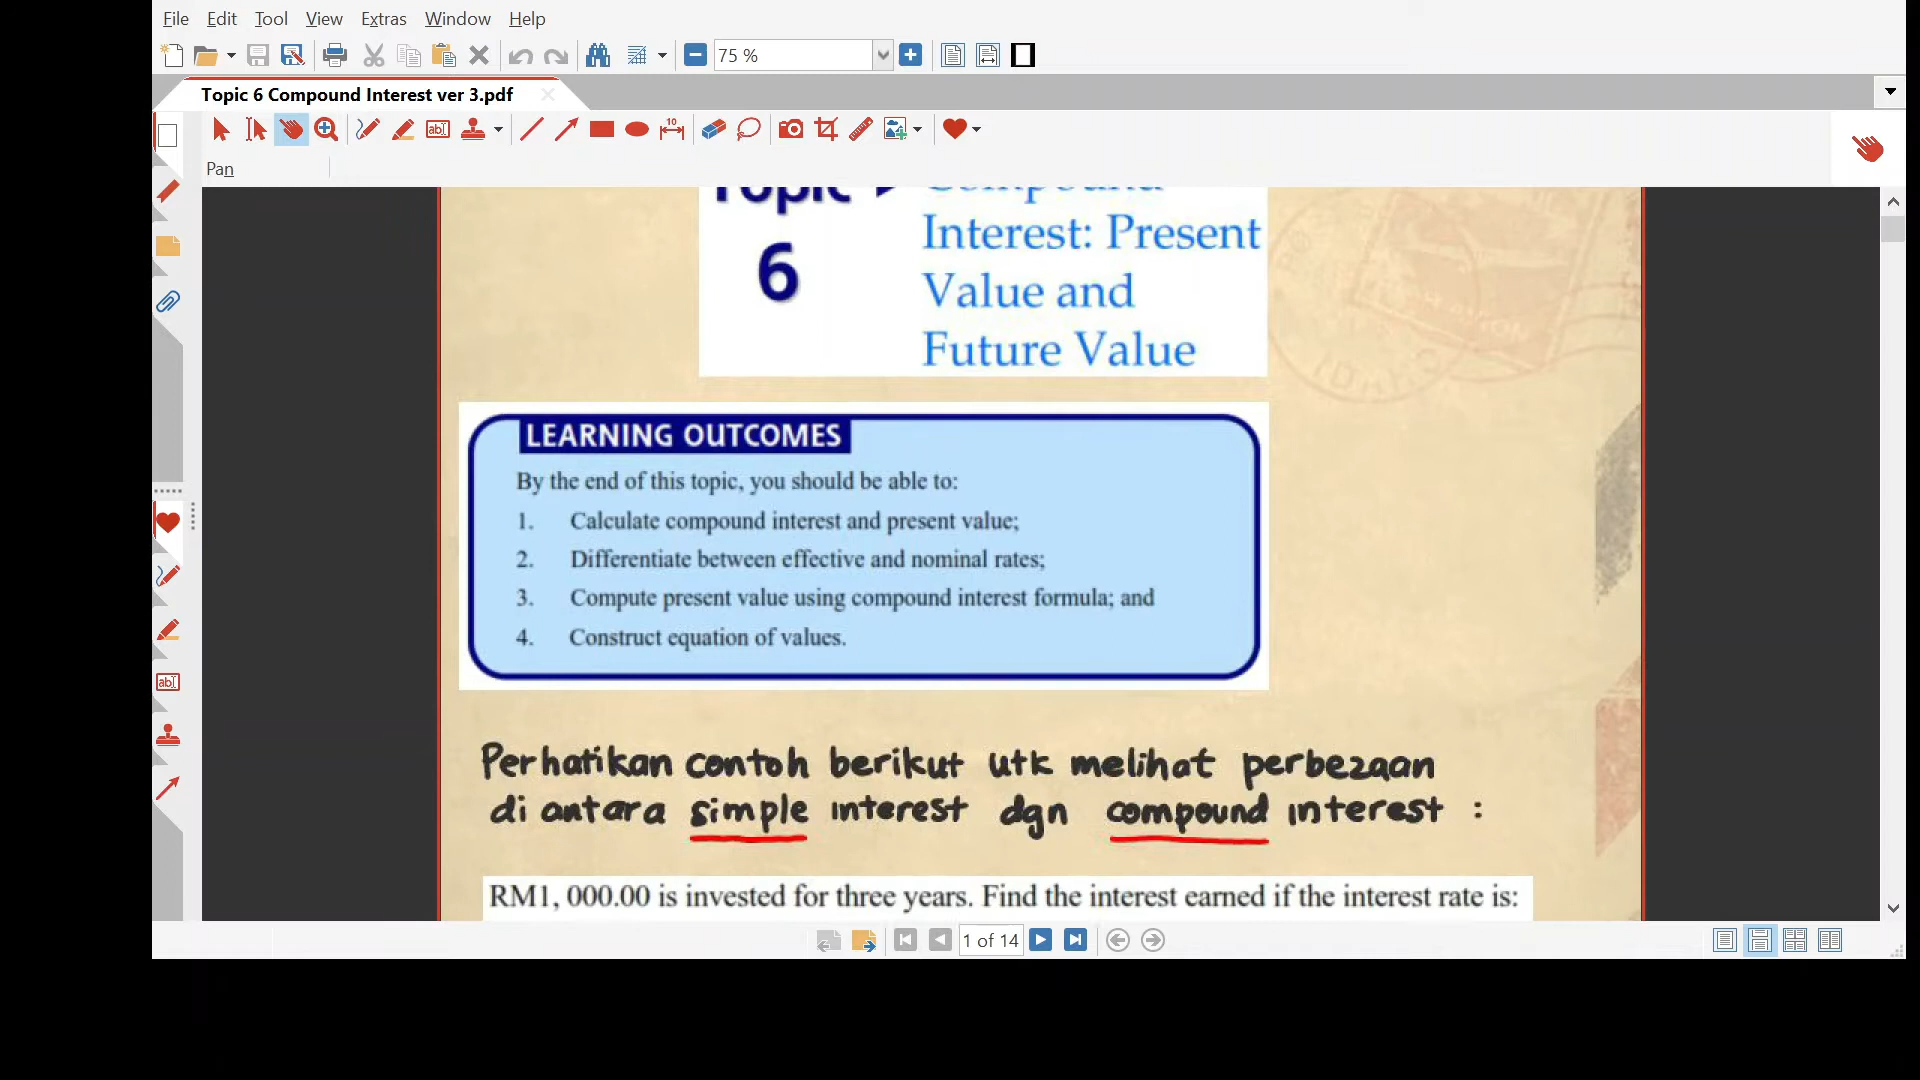 File Edit Tool View Extras Window Help
75 %
Topic 6 Compound Interest ver 3.pdf
Pan
Topic Compound
6 Interest: Present
Value and
Future Value
LEARNING OUTCOMES
By the end of this topic, you should be able to:
1. Calculate compound interest and present value;
2. Differentiate between effective and nominal rates;
3. Compute present value using compound interest formula; and
4. Construct equation of values.
Perhatikan contoh berikut utk melihat perbezaan
di antara simple interest dgn compound interest :
RM1, 000.00 is invested for three years. Find the interest earned if the interest rate is:
1 of 14